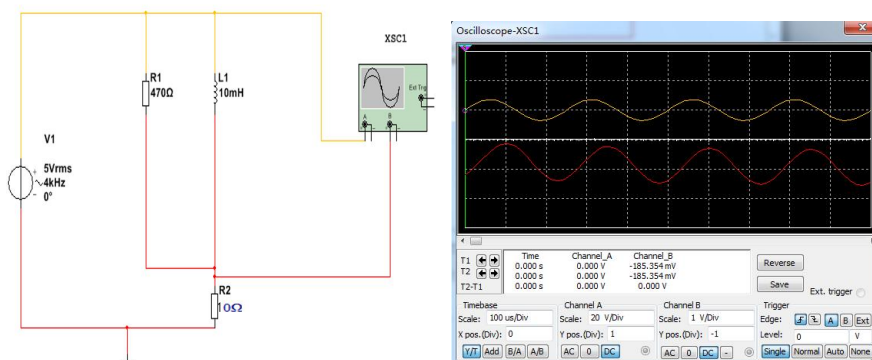 XSC1
Ext Trig
A
B
R1
470Ω
L1
10mH
V1
5Vrms
4kHz
0°
R2
10Ω
Oscilloscope-XSC1
Time Channel_A Channel_B
T1 0.000 s 0.000 V -185.354 mV
T2 0.000 s 0.000 V -185.354 mV
T2-T1 0.000 s 0.000 V 0.000 V
Reverse
Save
Ext. trigger
Timebase Channel A Channel B Trigger
Scale: 100 us/Div Scale: 20 V/Div Scale: 1 V/Div Edge: A B Ext
X pos.(Div): 0 Y pos.(Div): 1 Y pos.(Div): -1 Level: 0 V
Y/T Add B/A A/B AC 0 DC AC 0 DC - Single Normal Auto None